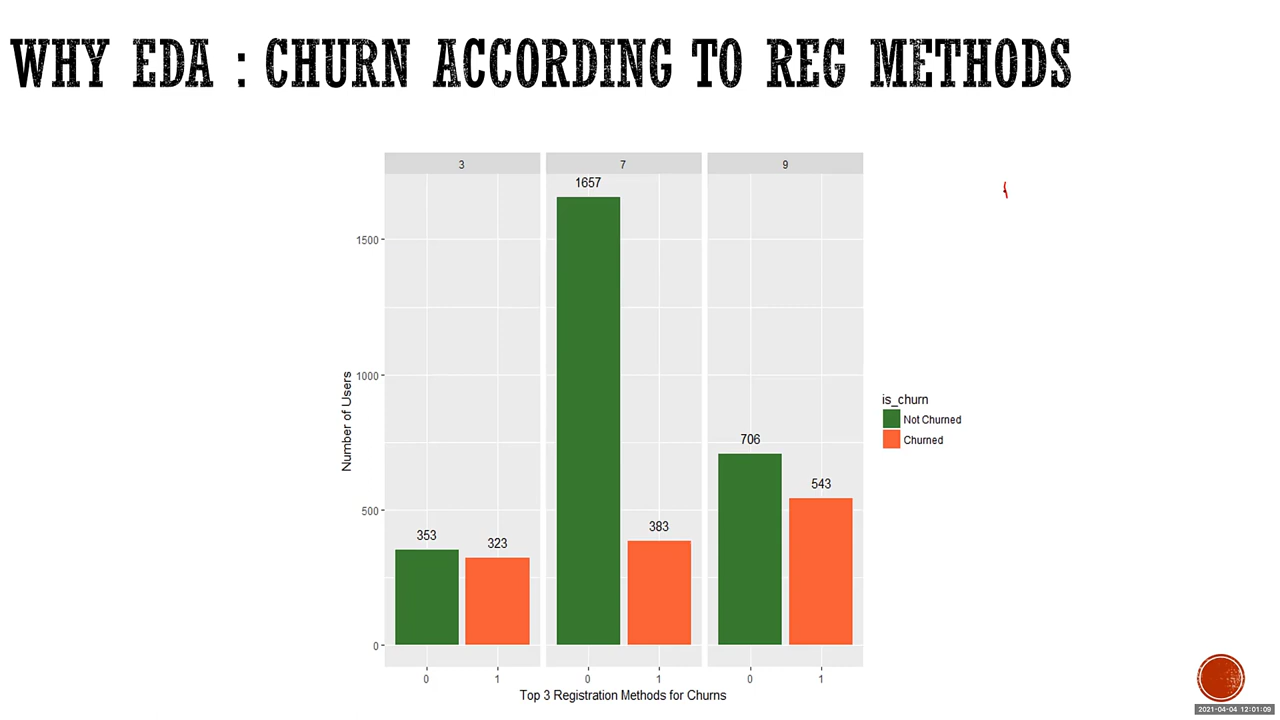 WHY EDA : CHURN ACCORDING TO REG METHODS
3 7 9
1657
1500
1000
706
543
500
383
353
323
0
Number of Users
is_churn
Not Churned
Churned
0 1 0 1 0 1
Top 3 Registration Methods for Churns
2021-04-04 12:01:09